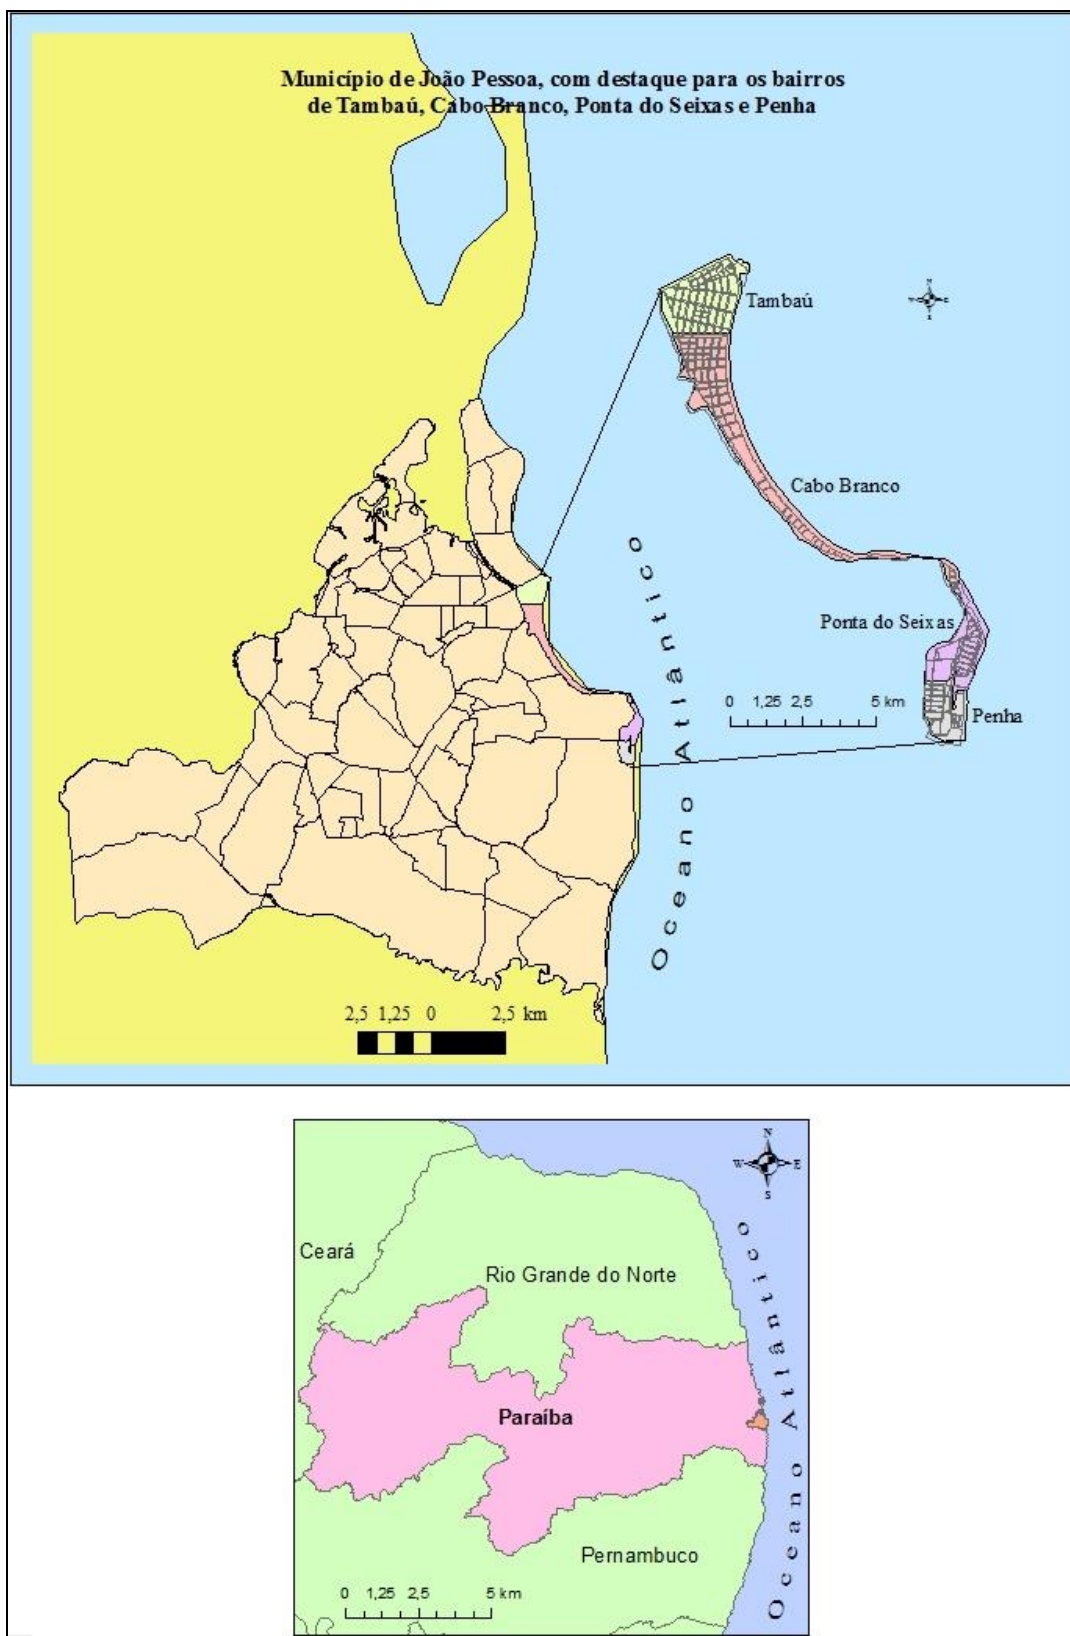 Município de João Pessoa, com destaque para os bairros
de Tambaú, Cabo Branco, Ponta do Seixas e Penha
Tambaú
Cabo Branco
Ponta do Seixas
0 1,25 2,5 5 km
Penha
Oceano Atlântico
2,5 1,25 0 2,5 km
N
W E
S
Ceará
Rio Grande do Norte
Oceano Atlântico
Paraíba
Pernambuco
0 1,25 2,5 5 km